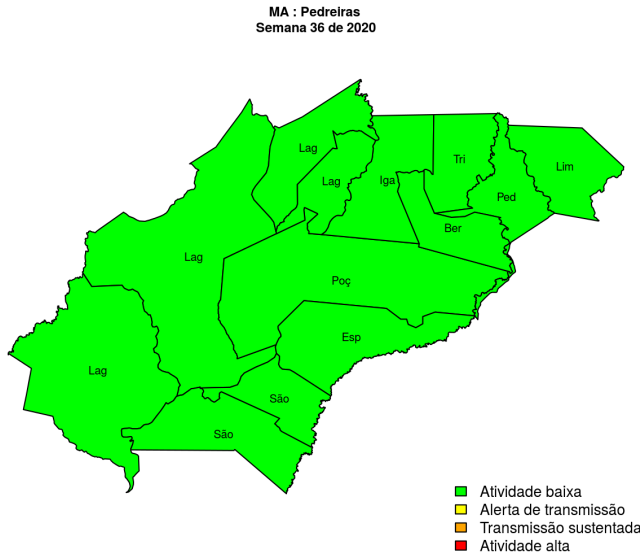 MA : Pedreiras
Semana 36 de 2020
Lag
Tri
Lim
Lag
Iga
Ped
Ber
Lag
Poç
Esp
Lag
São
São
Atividade baixa
Alerta de transmissão
Transmissão sustentada
Atividade alta